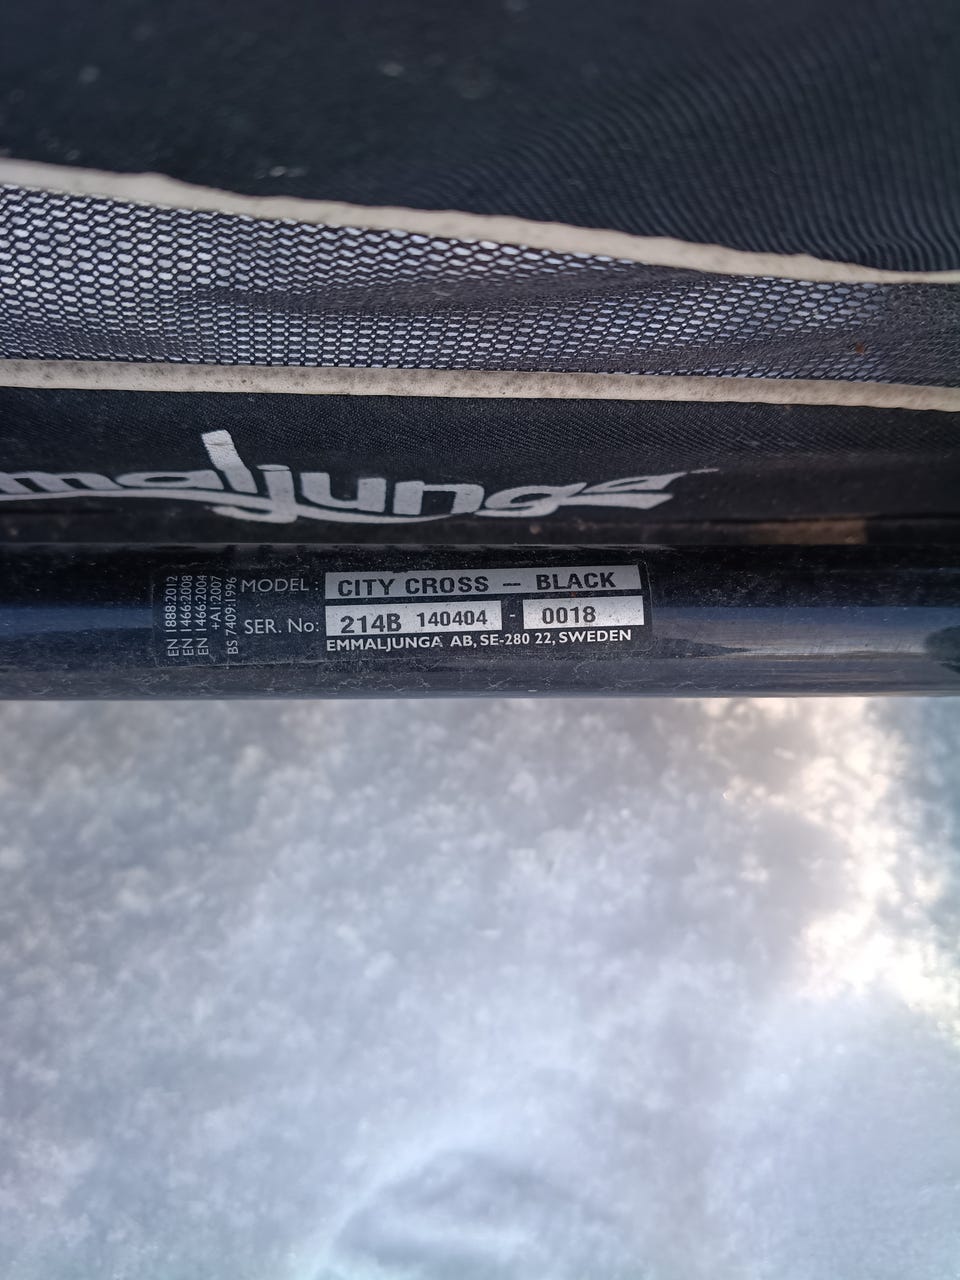 mmaljunga
MODEL : CITY CROSS – BLACK
SER. No: 214B 140404 - 0018
EMMALJUNGA AB, SE-280 22, SWEDEN
EN 1888:2012
EN 1466:2008
EN 1466:2004
+A1:2007
BS 7409:1996